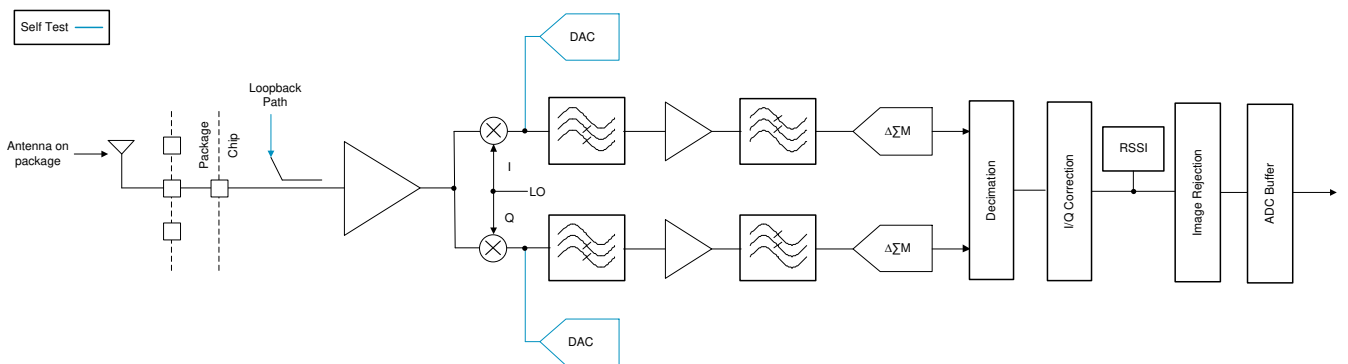 Self Test
DAC
Loopback
Path
Antenna on
package
Package
Chip
I
LO
Q
ΔΣM
ΔΣM
DAC
Decimation
I/Q Correction
RSSI
Image Rejection
ADC Buffer